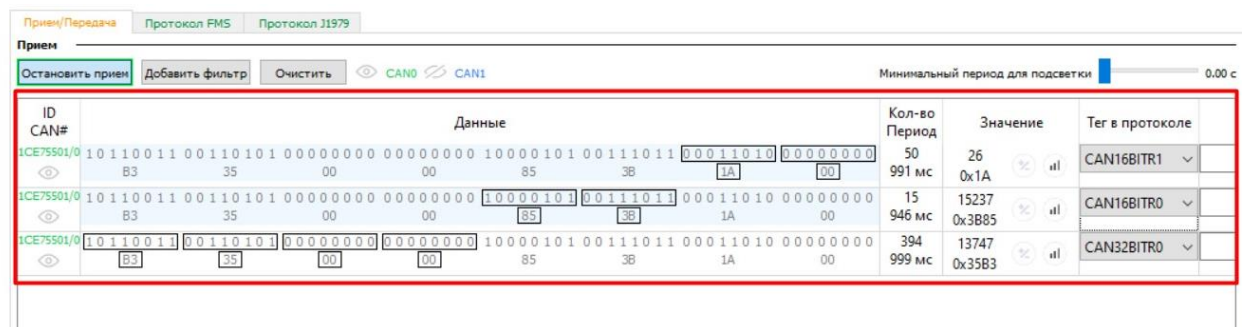 Прием/Передача Протокол FMS Протокол J1979
Прием
Остановить прием Добавить фильтр Очистить CAN0 CAN1 Минимальный период для подсветки 0.00 с
ID CAN# Данные Кол-во Период Значение Тег в протоколе
1CE75501/0 1 0 1 1 0 0 1 1 0 0 1 1 0 1 0 1 0 0 0 0 0 0 0 0 0 0 0 0 0 0 0 0 1 0 0 0 0 1 0 1 0 0 1 1 1 0 1 1 0 0 0 1 1 0 1 0 0 0 0 0 0 0 0 0 50 26 CAN16BITR1
B3 35 00 00 85 3B 1A 00 991 мс 0x1A
1CE75501/0 1 0 1 1 0 0 1 1 0 0 1 1 0 1 0 1 0 0 0 0 0 0 0 0 0 0 0 0 0 0 0 0 1 0 0 0 0 1 0 1 0 0 1 1 1 0 1 1 0 0 0 1 1 0 1 0 0 0 0 0 0 0 0 0 15 15237 CAN16BITR0
B3 35 00 00 85 3B 1A 00 946 мс 0x3B85
1CE75501/0 1 0 1 1 0 0 1 1 0 0 1 1 0 1 0 1 0 0 0 0 0 0 0 0 0 0 0 0 0 0 0 0 1 0 0 0 0 1 0 1 0 0 1 1 1 0 1 1 0 0 0 1 1 0 1 0 0 0 0 0 0 0 0 0 394 13747 CAN32BITR0
B3 35 00 00 85 3B 1A 00 999 мс 0x35B3